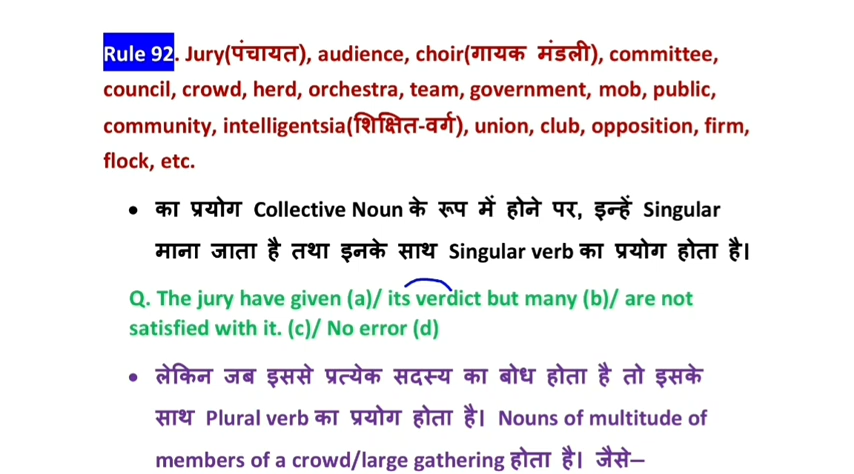 Rule 92. Jury(पंचायत), audience, choir(गायक मंडली), committee,
council, crowd, herd, orchestra, team, government, mob, public,
community, intelligentsia(शिक्षित-वर्ग), union, club, opposition, firm,
flock, etc.
• का प्रयोग Collective Noun के रूप में होने पर, इन्हें Singular
माना जाता है तथा इनके साथ Singular verb का प्रयोग होता है।
Q. The jury have given (a)/ its verdict but many (b)/ are not
satisfied with it. (c)/ No error (d)
• लेकिन जब इससे प्रत्येक सदस्य का बोध होता है तो इसके
साथ Plural verb का प्रयोग होता है। Nouns of multitude of
members of a crowd/large gathering होता है। जैसे–